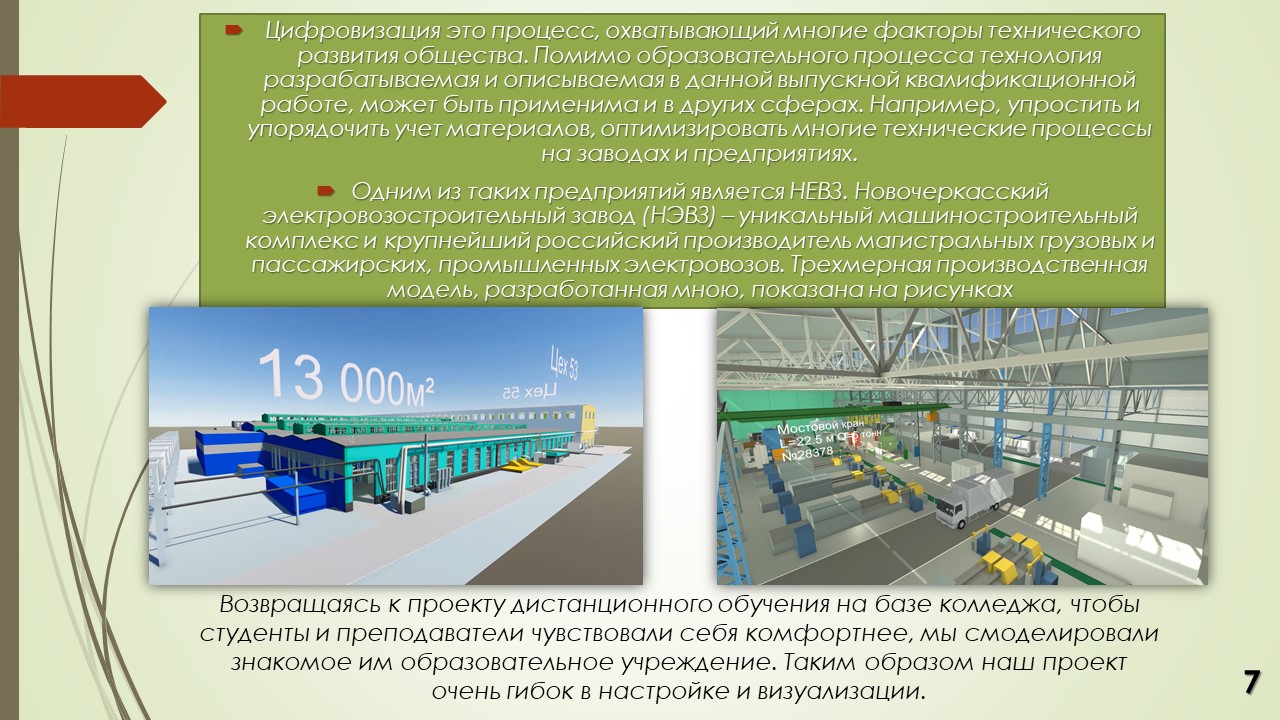 Цифровизация это процесс, охватывающий многие факторы технического
развития общества. Помимо образовательного процесса технология
разрабатываемая и описываемая в данной выпускной квалификационной
работе, может быть применима и в других сферах. Например, упростить и
упорядочить учет материалов, оптимизировать многие технические процессы
на заводах и предприятиях.
Одним из таких предприятий является НЕВЗ. Новочеркасский
электровозостроительный завод (НЭВЗ) – уникальный машиностроительный
комплекс и крупнейший российский производитель магистральных грузовых и
пассажирских, промышленных электровозов. Трехмерная производственная
модель, разработанная мною, показана на рисунках
13 000м²
Цех 55
Цех 53
Мостовой кран
L=22.5 м
тонн
№28378
Возвращаясь к проекту дистанционного обучения на базе колледжа, чтобы
студенты и преподаватели чувствовали себя комфортнее, мы смоделировали
знакомое им образовательное учреждение. Таким образом наш проект
очень гибок в настройке и визуализации.
7